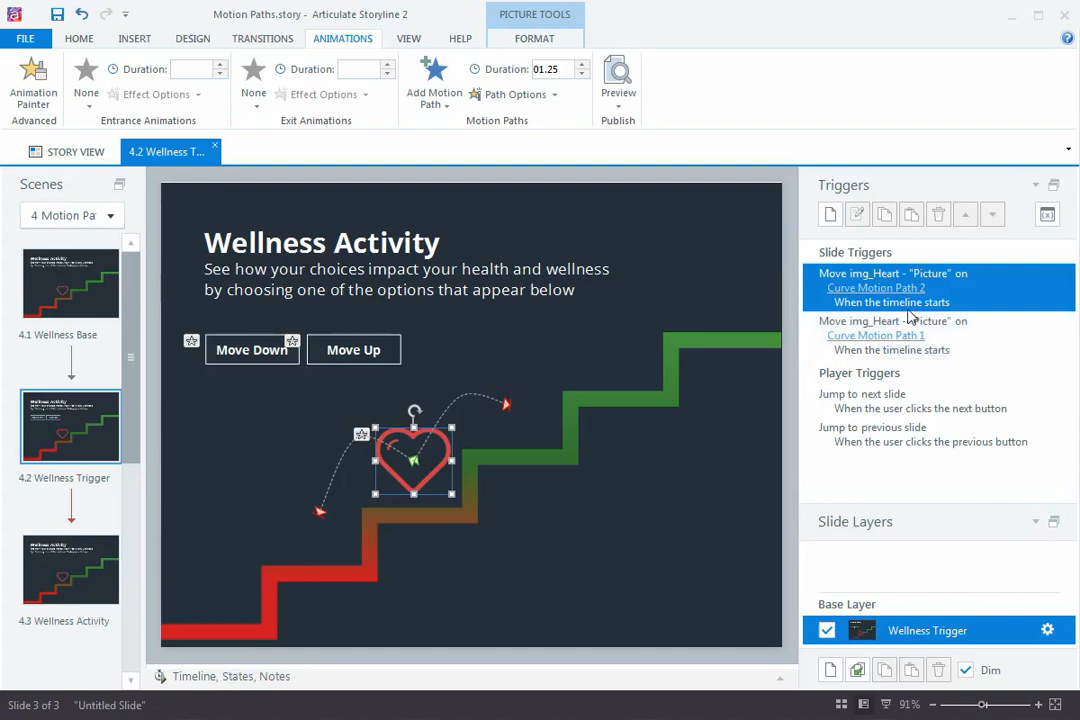 Motion Paths.story - Articulate Storyline 2
PICTURE TOOLS
FILE
HOME
INSERT
DESIGN
TRANSITIONS
ANIMATIONS
VIEW
HELP
FORMAT
Animation Painter
None
Duration:
Effect Options
None
Duration:
Effect Options
Add Motion Path
Duration: 01.25
Path Options
Preview
Advanced
Entrance Animations
Exit Animations
Motion Paths
Publish
STORY VIEW
4.2 Wellness T...
Scenes
4 Motion Pa
4.1 Wellness Base
4.2 Wellness Trigger
4.3 Wellness Activity
Wellness Activity
See how your choices impact your health and wellness
by choosing one of the options that appear below
Move Down
Move Up
Timeline, States, Notes
Triggers
Slide Triggers
Move img_Heart - "Picture" on
Curve Motion Path 2
When the timeline starts
Move img_Heart - "Picture" on
Curve Motion Path 1
When the timeline starts
Player Triggers
Jump to next slide
When the user clicks the next button
Jump to previous slide
When the user clicks the previous button
Slide Layers
Base Layer
Wellness Trigger
Dim
Slide 3 of 3
"Untitled Slide"
91%